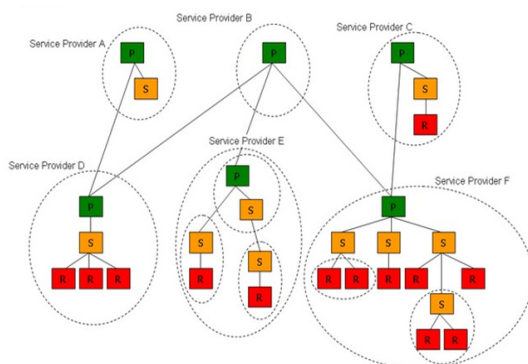 Service Provider B
Service Provider C
Service Provider A
P P P
S S
R
Service Provider E
Service Provider D
Service Provider F
P
P P
S
S S S S S
S
R R R R R R R R R
R
S
R R